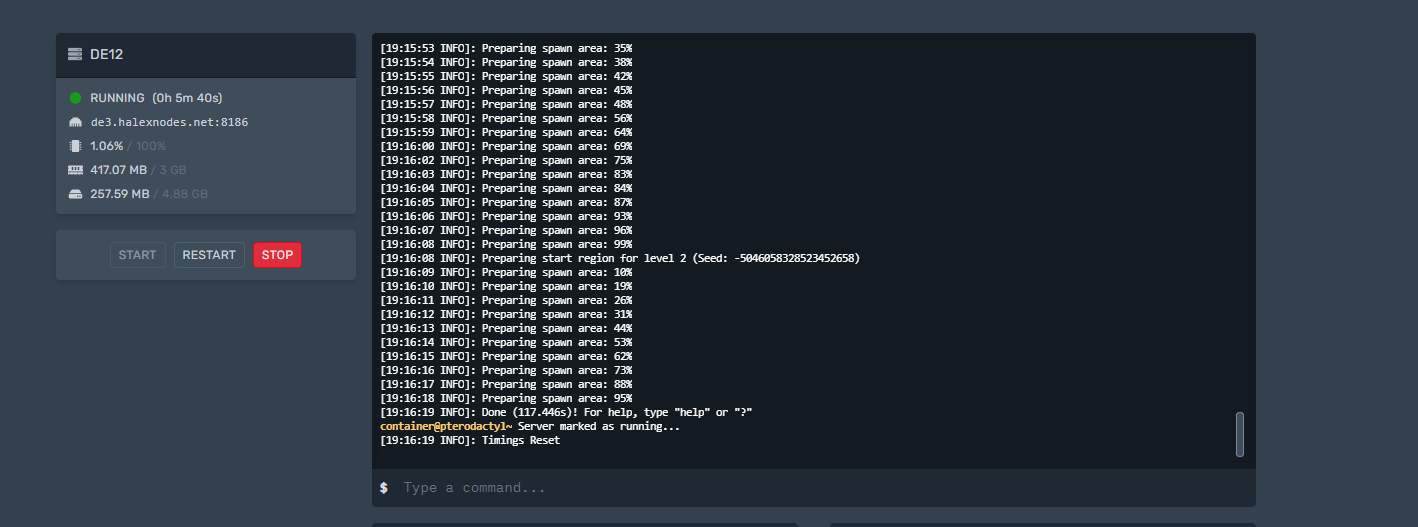 DE12
RUNNING (0h 5m 40s)
de3.halexnodes.net:8186
1.06% / 100%
417.07 MB / 3 GB
257.59 MB / 4.88 GB
START RESTART STOP
[19:15:53 INFO]: Preparing spawn area: 35%
[19:15:54 INFO]: Preparing spawn area: 38%
[19:15:55 INFO]: Preparing spawn area: 42%
[19:15:56 INFO]: Preparing spawn area: 45%
[19:15:57 INFO]: Preparing spawn area: 48%
[19:15:58 INFO]: Preparing spawn area: 56%
[19:15:59 INFO]: Preparing spawn area: 64%
[19:16:00 INFO]: Preparing spawn area: 69%
[19:16:02 INFO]: Preparing spawn area: 75%
[19:16:03 INFO]: Preparing spawn area: 83%
[19:16:04 INFO]: Preparing spawn area: 84%
[19:16:05 INFO]: Preparing spawn area: 87%
[19:16:06 INFO]: Preparing spawn area: 93%
[19:16:07 INFO]: Preparing spawn area: 96%
[19:16:08 INFO]: Preparing spawn area: 99%
[19:16:08 INFO]: Preparing start region for level 2 (Seed: -5046058328523452658)
[19:16:09 INFO]: Preparing spawn area: 10%
[19:16:10 INFO]: Preparing spawn area: 19%
[19:16:11 INFO]: Preparing spawn area: 26%
[19:16:12 INFO]: Preparing spawn area: 31%
[19:16:13 INFO]: Preparing spawn area: 44%
[19:16:14 INFO]: Preparing spawn area: 53%
[19:16:15 INFO]: Preparing spawn area: 62%
[19:16:16 INFO]: Preparing spawn area: 73%
[19:16:17 INFO]: Preparing spawn area: 88%
[19:16:18 INFO]: Preparing spawn area: 95%
[19:16:19 INFO]: Done (117.446s)! For help, type "help" or "?"
container@pterodactyl~ Server marked as running...
[19:16:19 INFO]: Timings Reset
$ Type a command...